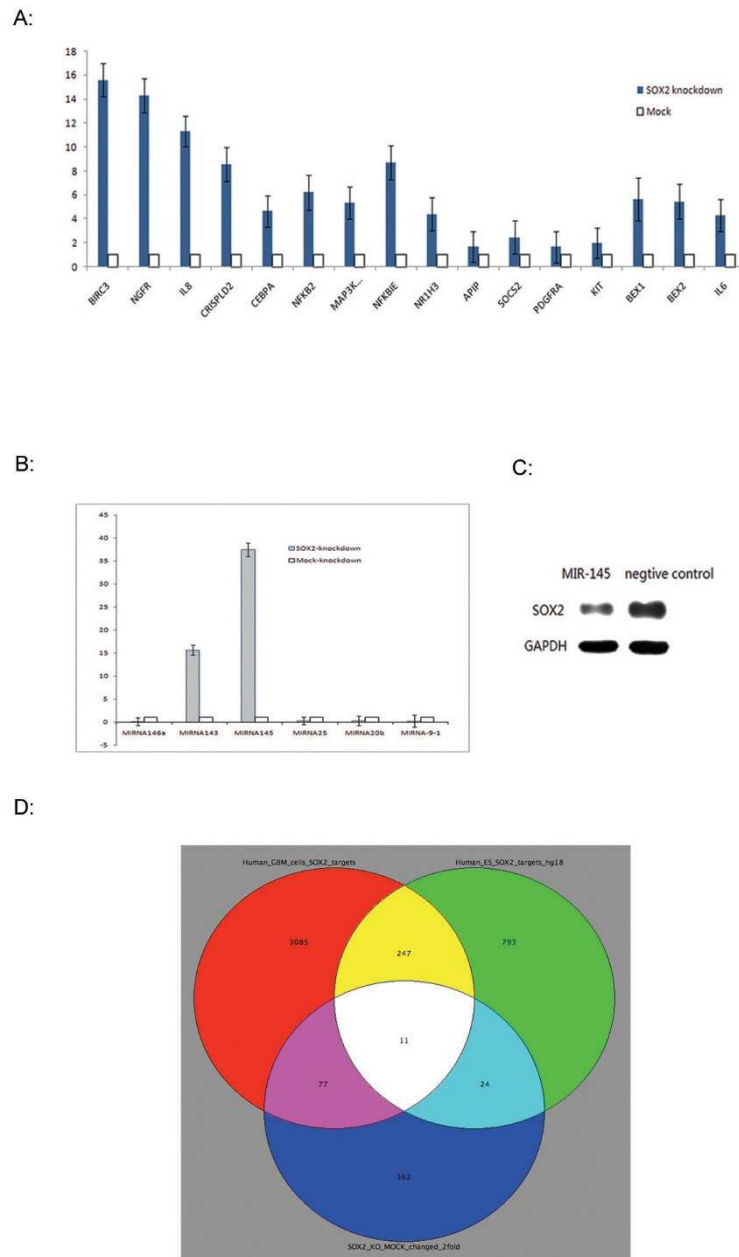 A:
18
16
14
12
10
8
6
4
2
0
SOX2 knockdown
Mock
BIRC3
NGFR
IL8
CRISPLD2
CEBPA
NFKB2
MAP3K...
NFKBIE
NR1H3
APIP
SOCS2
PDGFRA
KIT
BEX1
BEX2
IL6
B:
45
40
35
30
25
20
15
10
5
0
-5
SOX2-knockdown
Mock-knockdown
MIRNA146a
MIRNA143
MIRNA145
MIRNA25
MIRNA20b
MIRNA-9-1
C:
MIR-145 negtive control
SOX2
GAPDH
D:
Human_GBM_cells_SOX2_targets Human_ES_SOX2_targets_hg18
3085 247 793
11
77 24
362
SOX2_KO_MOCK_changed_2fold